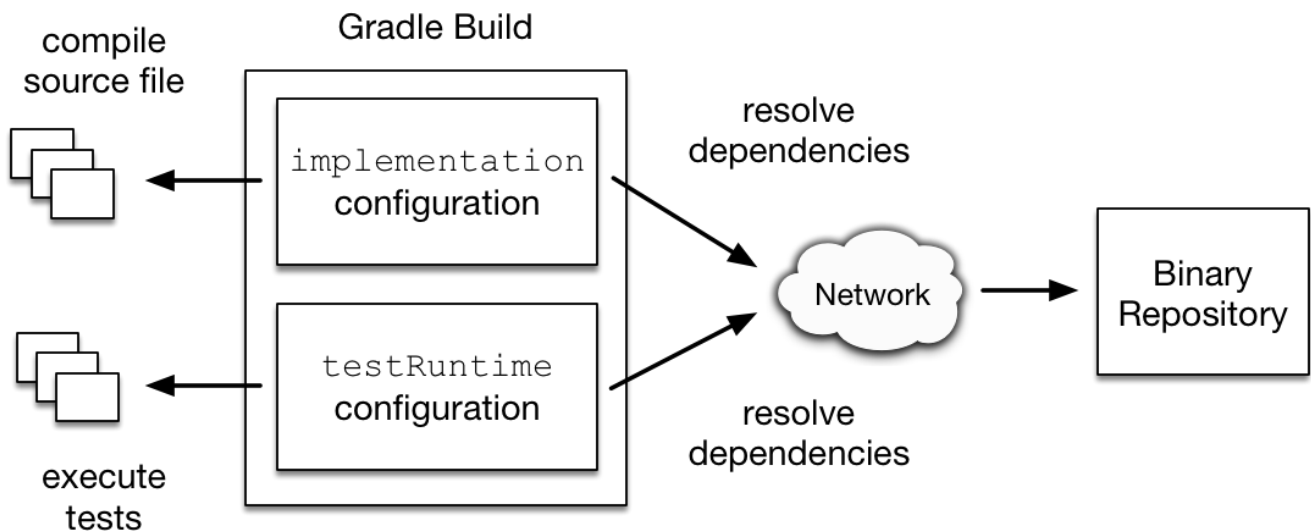 Gradle Build
compile
source file
implementation
configuration
resolve
dependencies
Network
Binary
Repository
testRuntime
configuration
resolve
dependencies
execute
tests